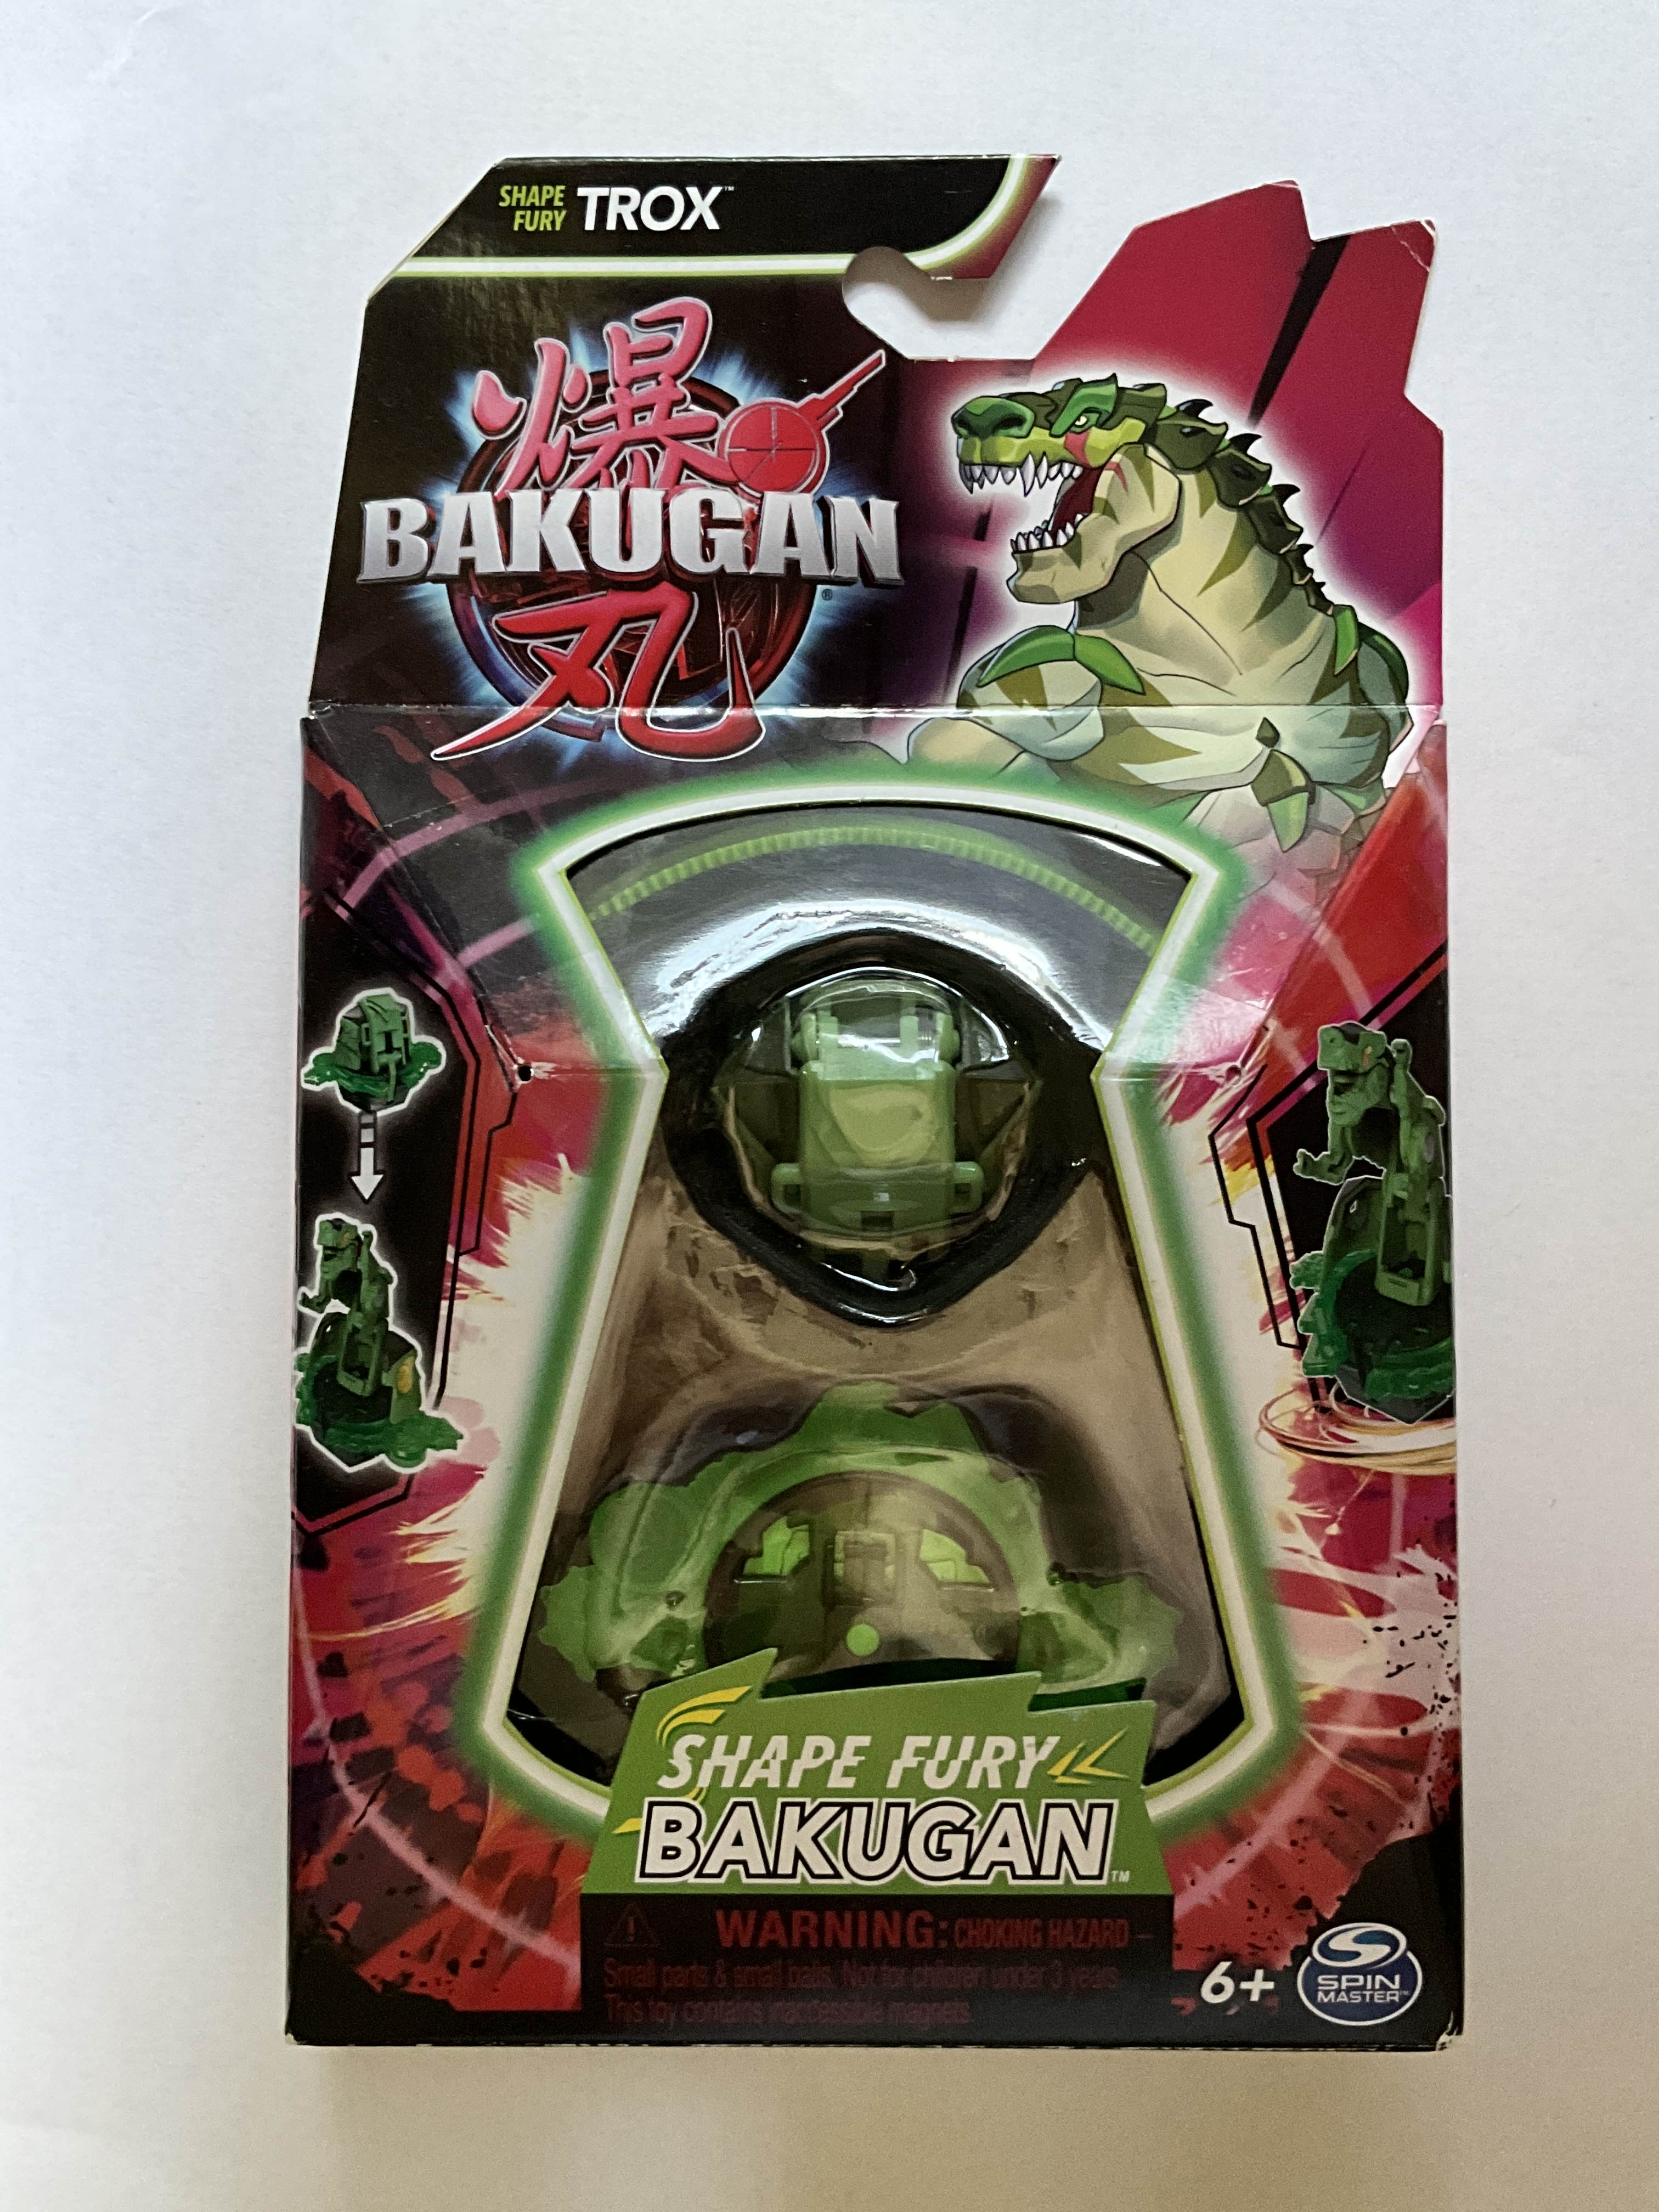 SHAPE
FURY
TROX™
爆
BAKUGAN®
丸
SHAPE FURY
BAKUGAN™
WARNING: CHOKING HAZARD –
Small parts & small balls. Not for children under 3 years.
This toy contains inaccessible magnets.
6+
SPIN
MASTER™